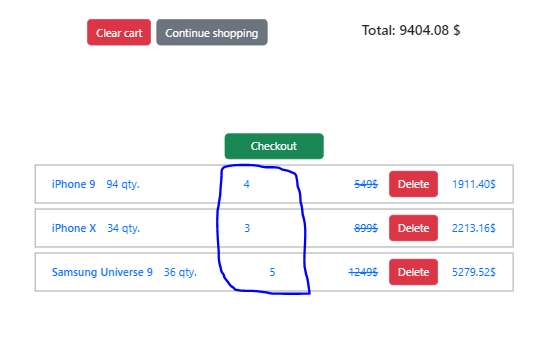 Clear cart Continue shopping Total: 9404.08 $
Checkout
iPhone 9 94 qty. 4 549$ Delete 1911.40$
iPhone X 34 qty. 3 899$ Delete 2213.16$
Samsung Universe 9 36 qty. 5 1249$ Delete 5279.52$